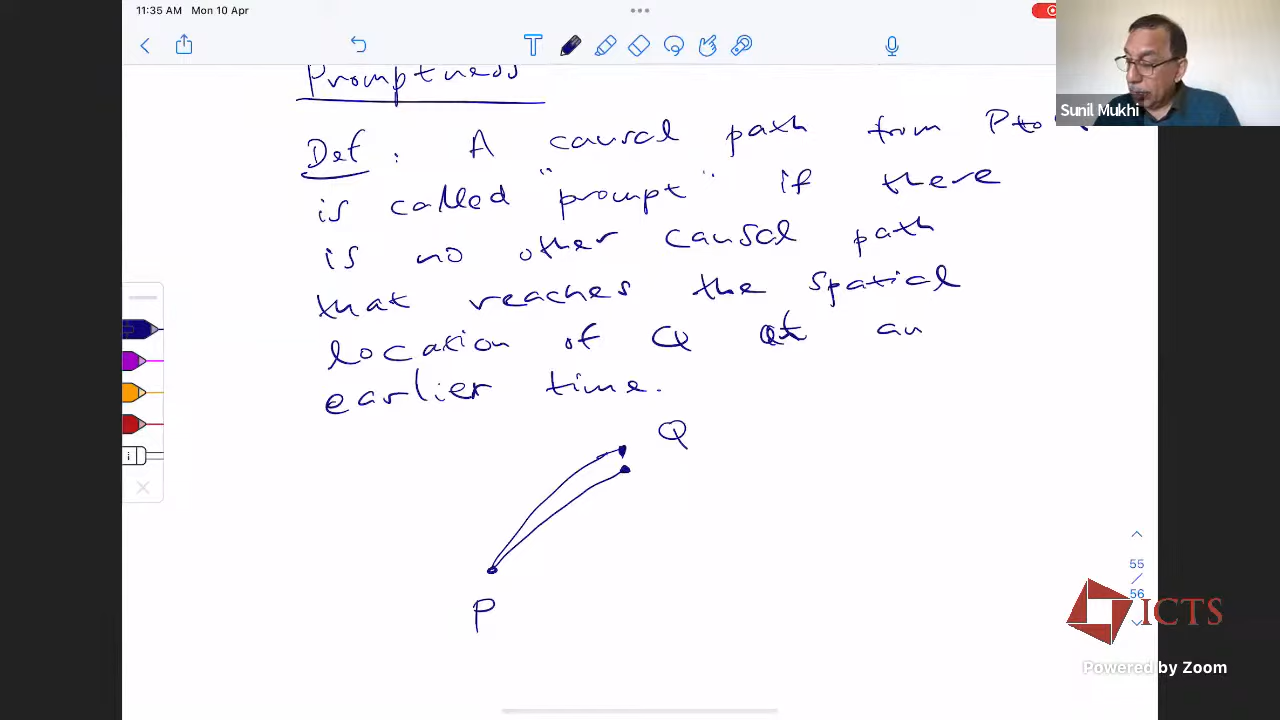 11:35 AM Mon 10 Apr
Sunil Mukhi
Promptness
Def : A causal path from P to
is called "prompt" if there
is no other causal path
that reaches the spatial
location of Q at an
earlier time.
Q
P
i
55
/
56
ICTS
Powered by Zoom